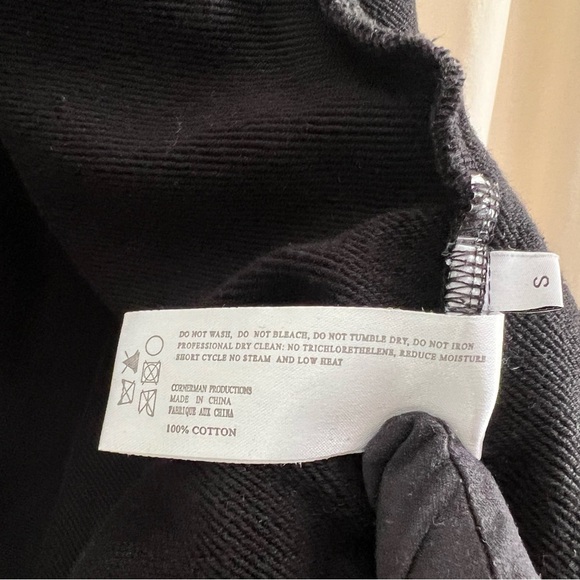 DO NOT WASH, DO NOT BLEACH, DO NOT TUMBLE DRY, DO NOT IRON
PROFESSIONAL DRY CLEAN: NO TRICHLORETHELENE, REDUCE MOISTURE
SHORT CYCLE NO STEAM AND LOW HEAT
CORNERMAN PRODUCTIONS
MADE IN CHINA
FABRIQUE AUX CHINA
100% COTTON
S